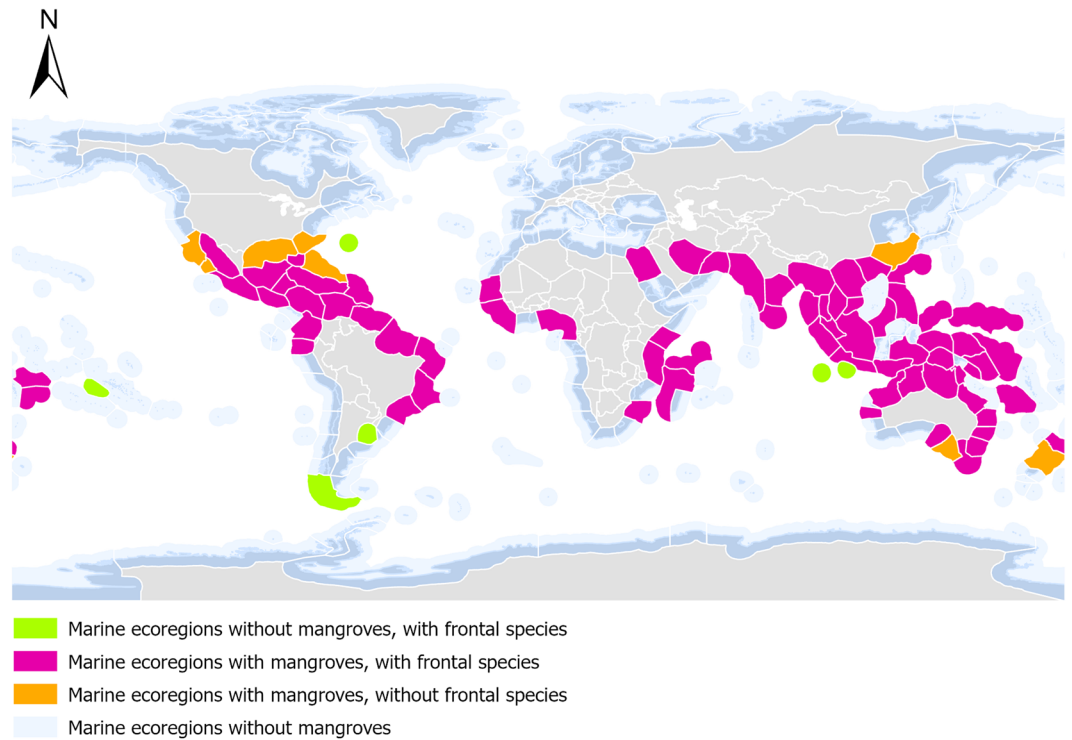 N
Marine ecoregions without mangroves, with frontal species
Marine ecoregions with mangroves, with frontal species
Marine ecoregions with mangroves, without frontal species
Marine ecoregions without mangroves